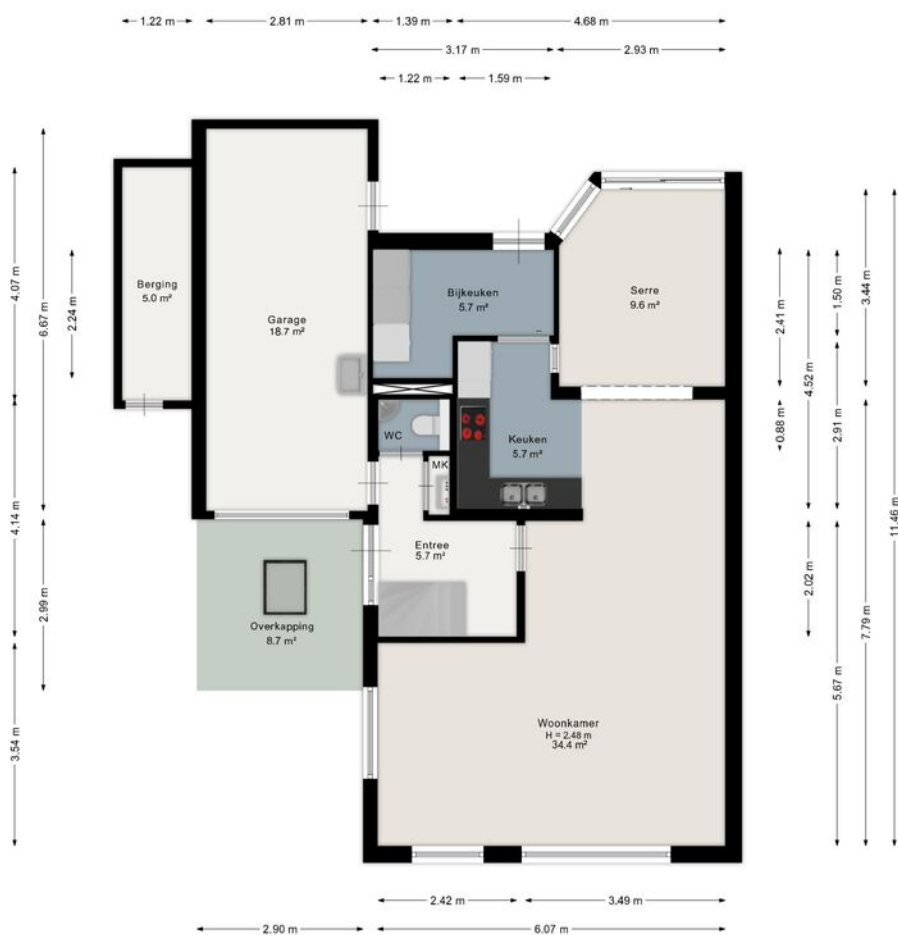 1.22 m
2.81 m
1.39 m
4.68 m
3.17 m
2.93 m
1.22 m
1.59 m
4.07 m
6.67 m
2.24 m
4.14 m
2.99 m
3.54 m
Berging
5.0 m²
Garage
18.7 m²
Bijkeuken
5.7 m²
Serre
9.6 m²
WC
MK
Keuken
5.7 m²
Entree
5.7 m²
Overkapping
8.7 m²
Woonkamer
H = 2.48 m
34.4 m²
2.41 m
4.52 m
1.50 m
3.44 m
0.88 m
2.91 m
11.46 m
2.02 m
7.79 m
5.67 m
2.42 m
3.49 m
2.90 m
6.07 m